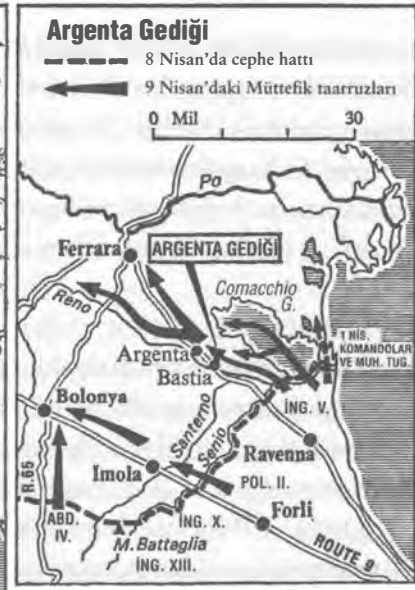 Argenta Gediği
8 Nisan'da cephe hattı
9 Nisan'daki Müttefik taarruzları
0 Mil 30
Po
Ferrara
ARGENTA GEDİĞİ
Comacchio
G.
Reno
1 NİS.
KOMANDOLAR
VE MUH. TUG.
Argenta
Bastia
İNG. V.
Bolonya
Santerno
Senio
Ravenna
Imola
POL. II.
R.65
ABD.
IV.
İNG. X.
Forli
M. Battaglia
İNG. XIII.
ROUTE 9